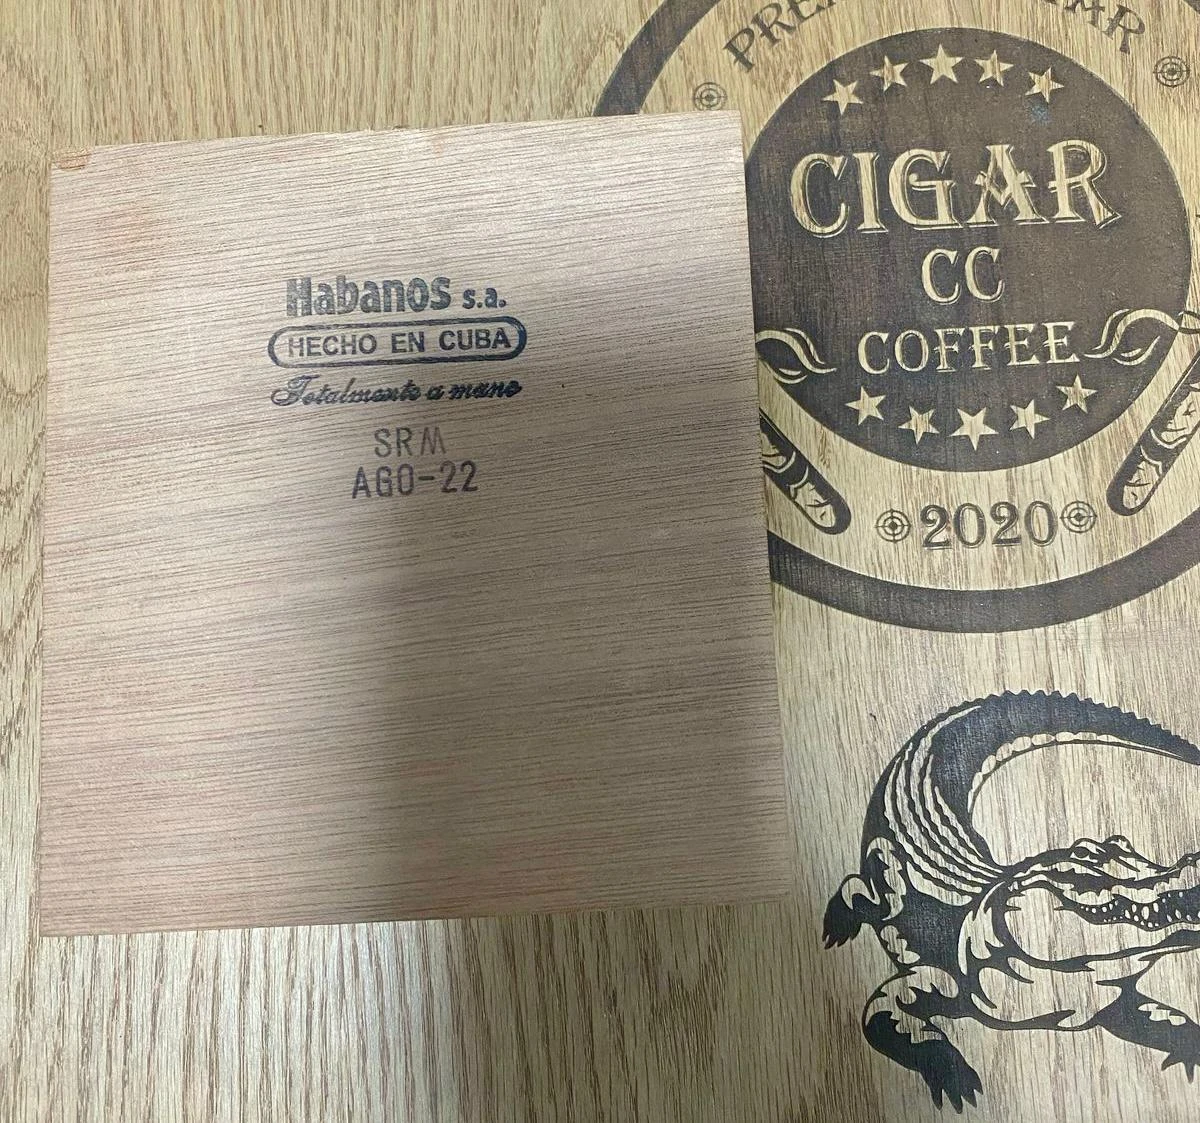 Habanos s.a.
HECHO EN CUBA
Totalmente a mano
SRM
AGO-22
CIGAR
CC
COFFEE
2020